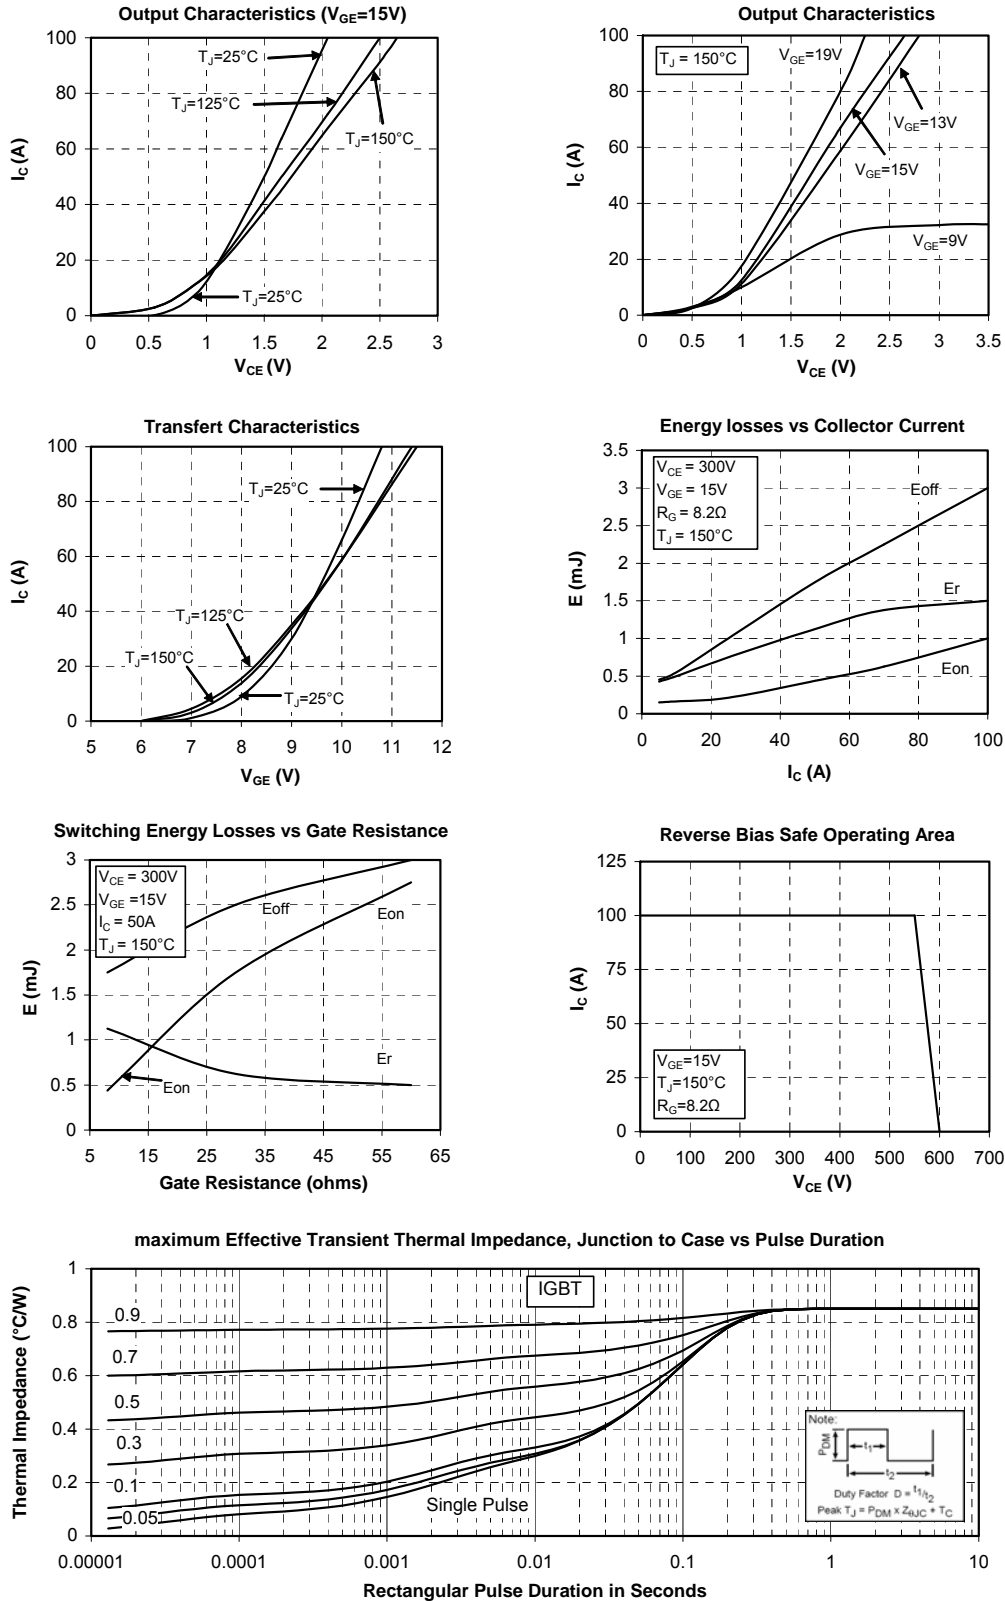 Output Characteristics (VGE=15V)
100
80
60
40
20
0
IC (A)
TJ=25°C
TJ=125°C
TJ=150°C
TJ=25°C
0 0.5 1 1.5 2 2.5 3
VCE (V)
Output Characteristics
100
80
60
40
20
0
IC (A)
TJ = 150°C
VGE=19V
VGE=13V
VGE=15V
VGE=9V
0 0.5 1 1.5 2 2.5 3 3.5
VCE (V)
Transfert Characteristics
100
80
60
40
20
0
IC (A)
TJ=25°C
TJ=125°C
TJ=150°C
TJ=25°C
5 6 7 8 9 10 11 12
VGE (V)
Energy losses vs Collector Current
3.5
3
2.5
2
1.5
1
0.5
0
E (mJ)
VCE = 300V
VGE = 15V
RG = 8.2Ω
TJ = 150°C
Eoff
Er
Eon
0 20 40 60 80 100
IC (A)
Switching Energy Losses vs Gate Resistance
3
2.5
2
1.5
1
0.5
0
E (mJ)
VCE = 300V
VGE =15V
IC = 50A
TJ = 150°C
Eoff
Eon
Er
Eon
5 15 25 35 45 55 65
Gate Resistance (ohms)
Reverse Bias Safe Operating Area
125
100
75
50
25
0
IC (A)
VGE=15V
TJ=150°C
RG=8.2Ω
0 100 200 300 400 500 600 700
VCE (V)
maximum Effective Transient Thermal Impedance, Junction to Case vs Pulse Duration
1
0.8
0.6
0.4
0.2
0
Thermal Impedance (°C/W)
IGBT
0.9
0.7
0.5
0.3
0.1
0.05
Single Pulse
Note:
PDM
t1
t2
Duty Factor D = t1/t2
Peak TJ = PDM x ZθJC + TC
0.00001 0.0001 0.001 0.01 0.1 1 10
Rectangular Pulse Duration in Seconds